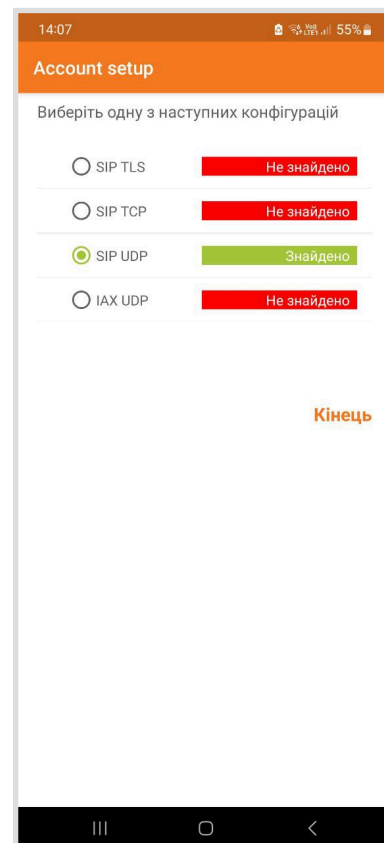 14:07 55%
Account setup
Виберіть одну з наступних конфігурацій
SIP TLS Не знайдено
SIP TCP Не знайдено
SIP UDP Знайдено
IAX UDP Не знайдено
Кінець